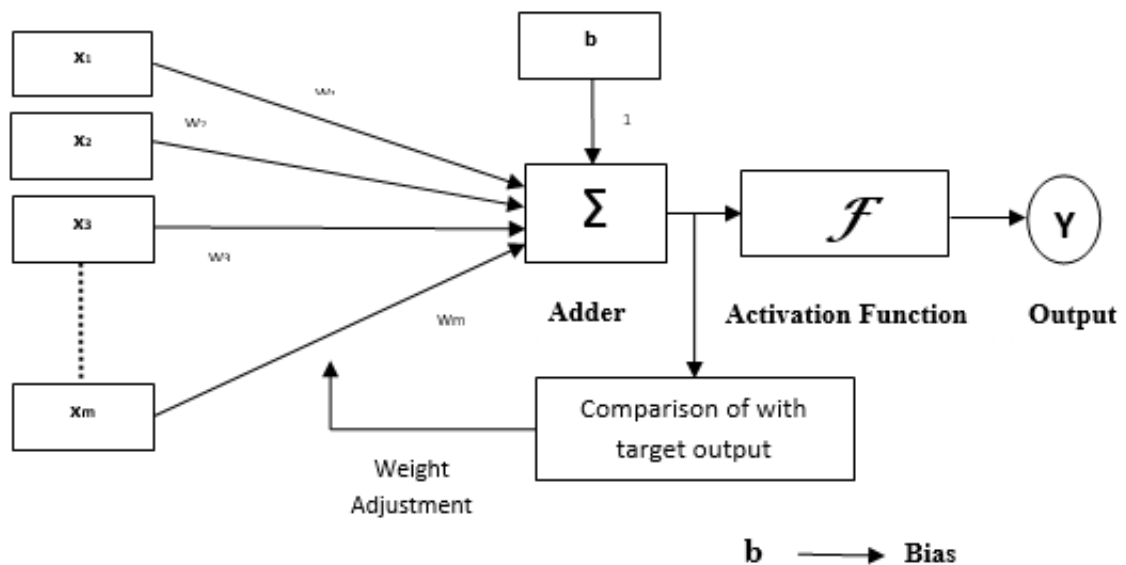 b
x1
x2
x3
xm
w1
w2
w3
wm
1
Σ
ℱ
Y
Adder
Activation Function
Output
Comparison of with
target output
Weight
Adjustment
b
Bias